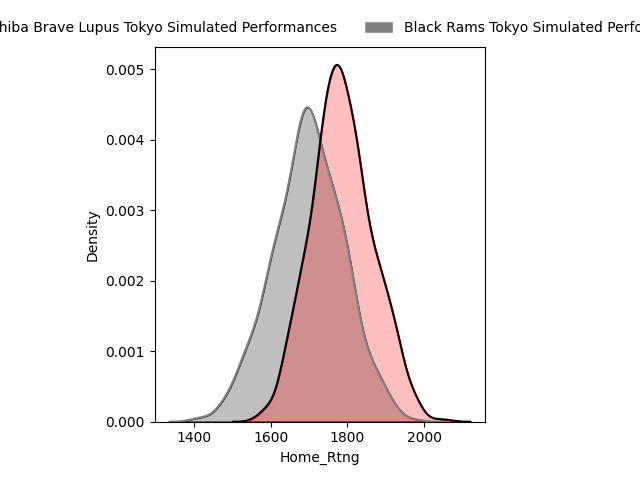 hiba Brave Lupus Tokyo Simulated Performances Black Rams Tokyo Simulated Perfo
0.005
0.004
0.003
0.002
0.001
0.000
Density
1400 1600 1800 2000
Home_Rtng